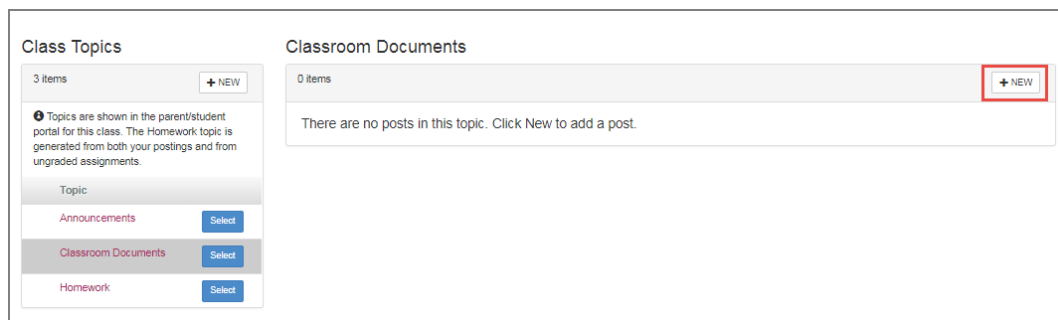 Class Topics
3 items
+ NEW
Topics are shown in the parent/student
portal for this class. The Homework topic is
generated from both your postings and from
ungraded assignments.
Topic
Announcements Select
Classroom Documents Select
Homework Select
Classroom Documents
0 items
+ NEW
There are no posts in this topic. Click New to add a post.